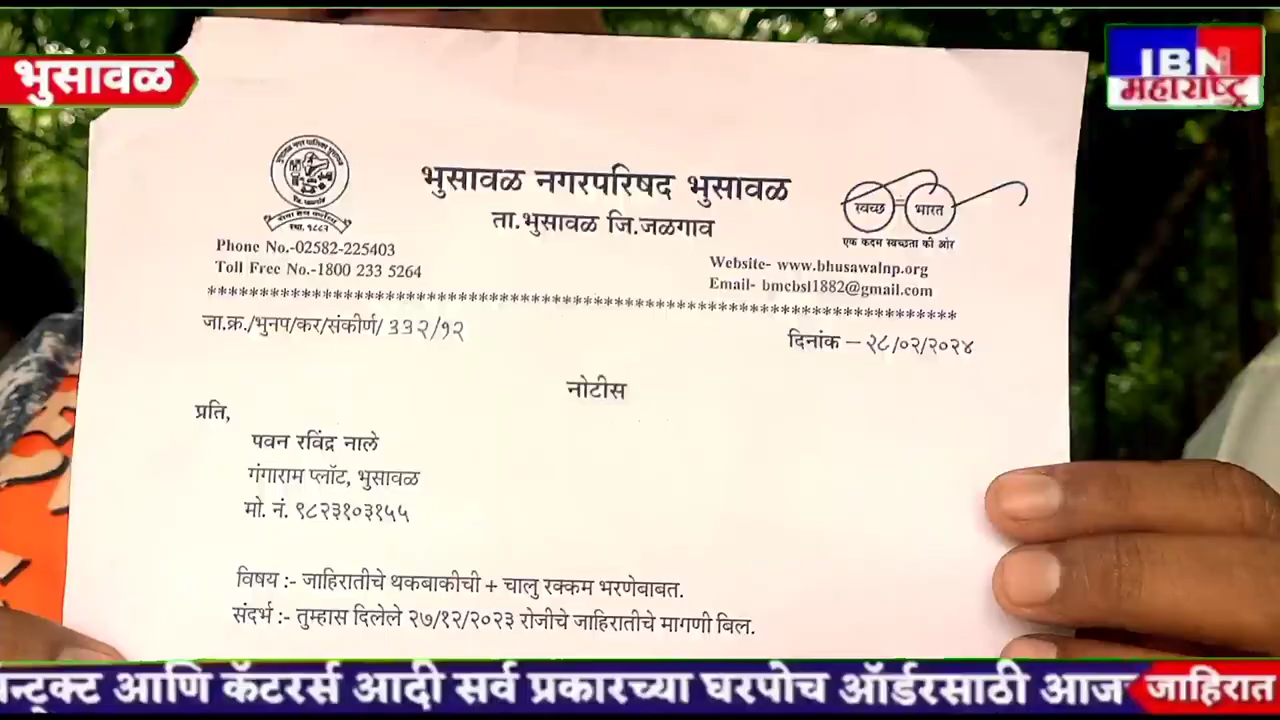 भुसावळ
IBN
महाराष्ट्र
भुसावळ नगरपरिषद भुसावळ
ता.भुसावळ जि.जळगाव
स्वच्छ भारत
एक कदम स्वच्छता की ओर
Phone No.-02582-225403
Toll Free No.-1800 233 5264
Website- www.bhusawalnp.org
Email- bmcbsl1882@gmail.com
******************************************************************************
जा.क्र./भुनप/कर/संकीर्ण/ ३३२/१२
दिनांक – २८/०२/२०२४
नोटीस
प्रति,
पवन रविंद्र नाले
गंगाराम प्लॉट, भुसावळ
मो. नं. ९८२३१०३१५५
विषय :- जाहिरातीचे थकबाकीची + चालु रक्कम भरणेबाबत.
संदर्भ :- तुम्हास दिलेले २७/१२/२०२३ रोजीचे जाहिरातीचे मागणी बिल.
आणि कॅटरर्स आदी सर्व प्रकारच्या घरपोच ऑर्डरसाठी आज
जाहिरात